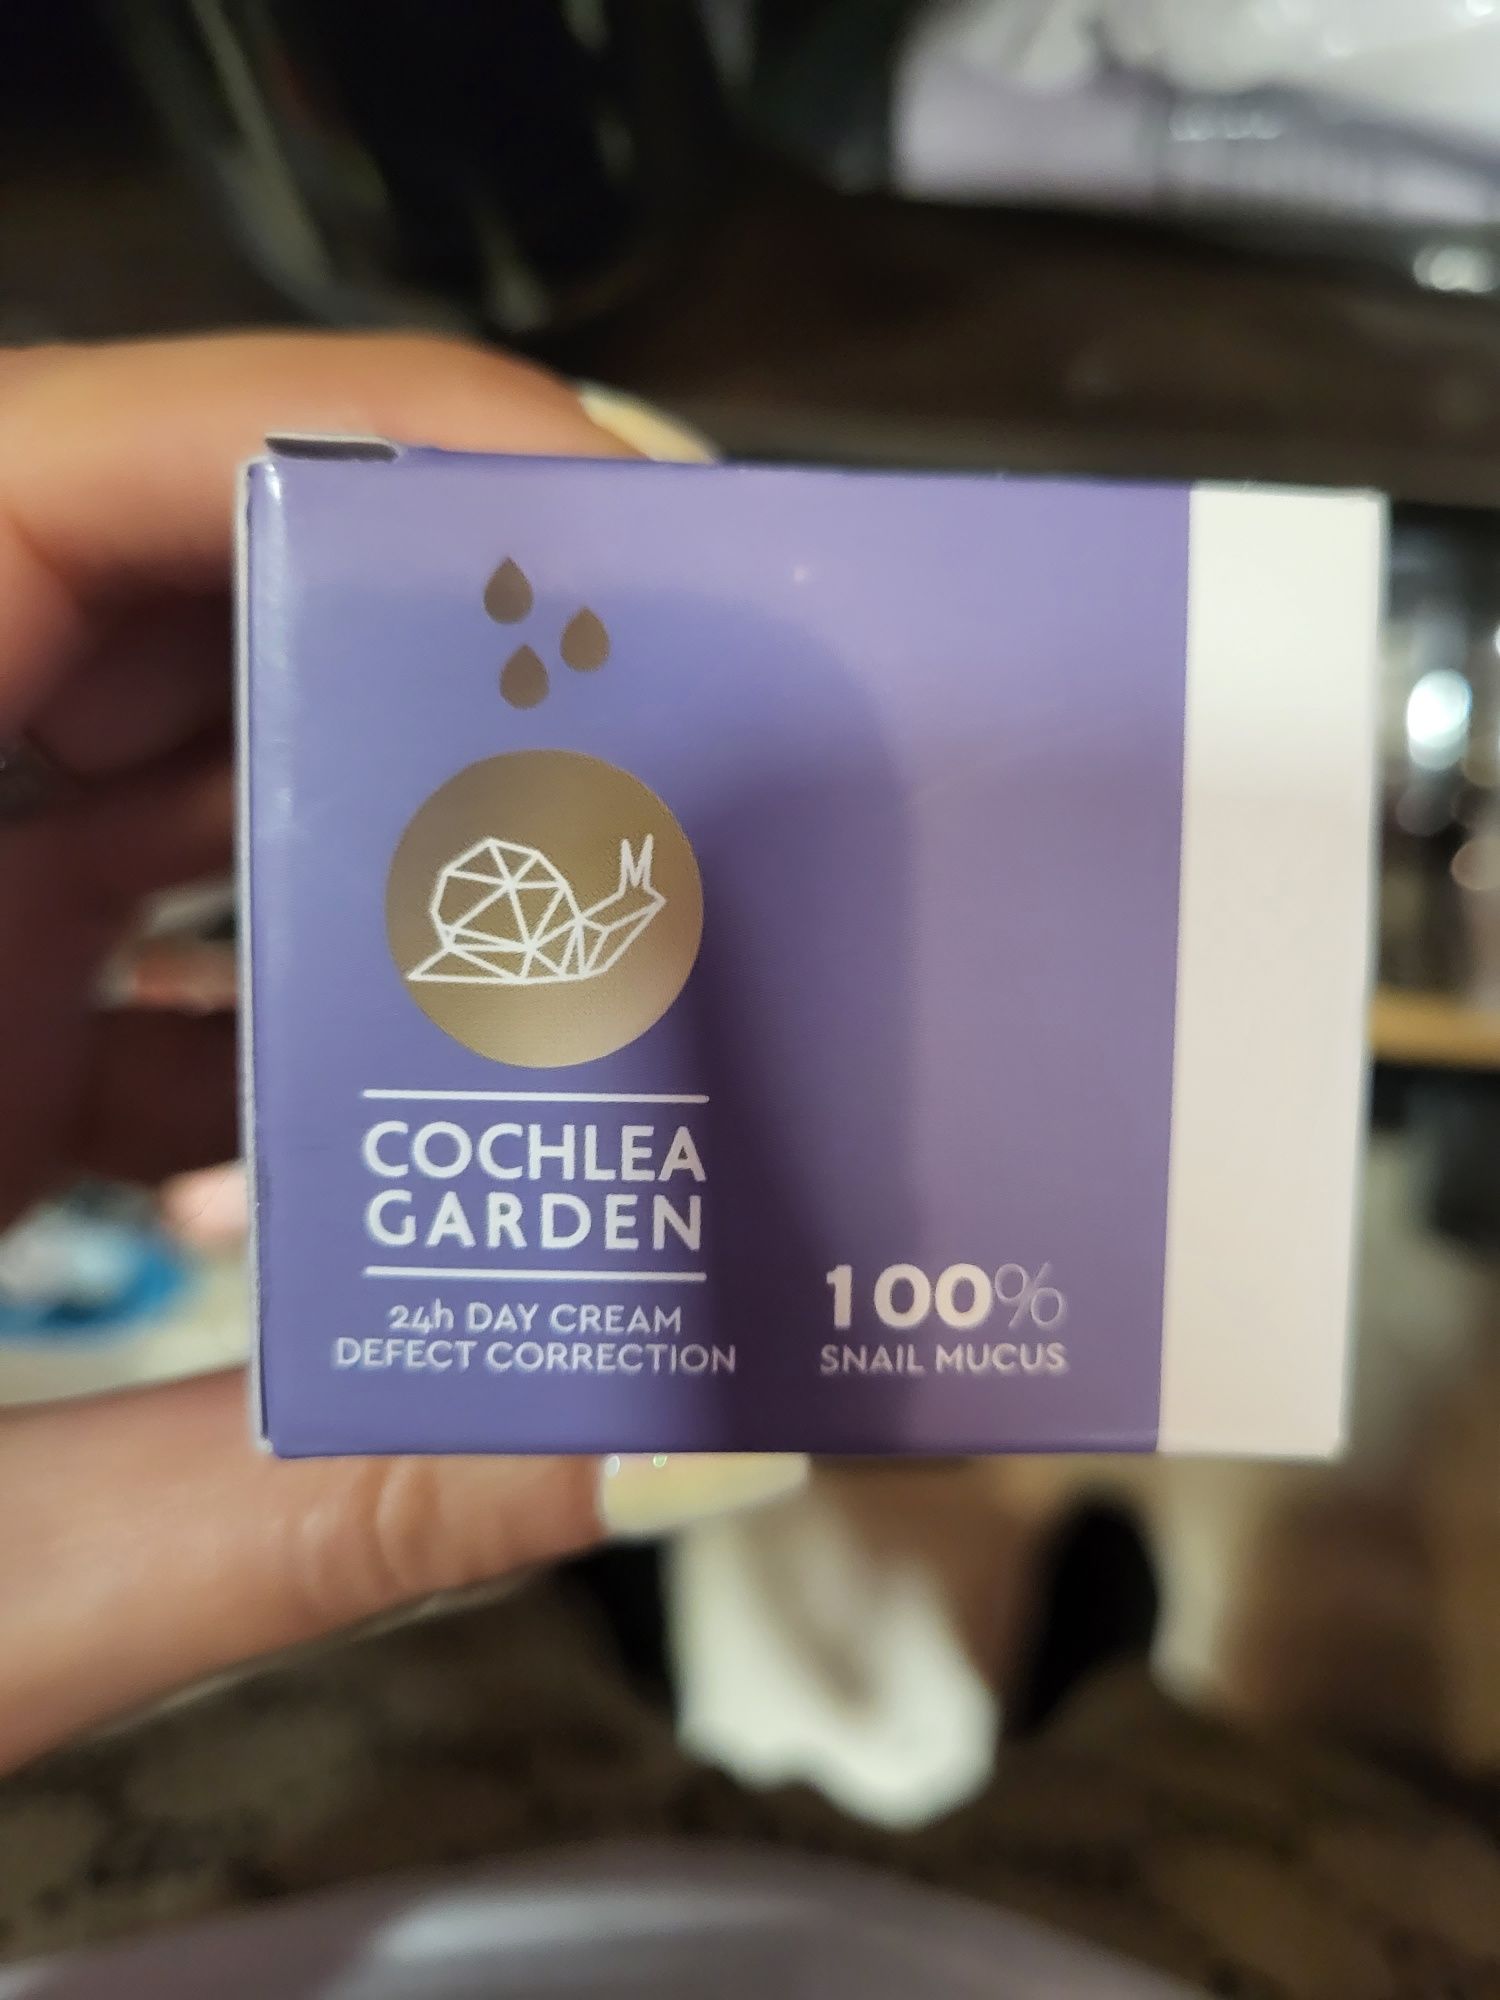 COCHLEA
GARDEN
24h DAY CREAM
DEFECT CORRECTION
100%
SNAIL MUCUS